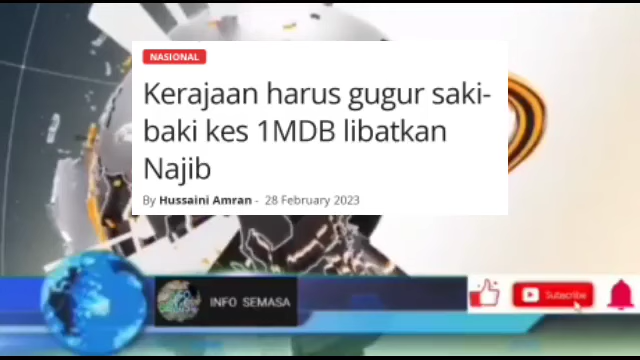 NASIONAL
Kerajaan harus gugur saki-
baki kes 1MDB libatkan
Najib
By Hussaini Amran - 28 February 2023
INFO SEMASA
Subscribe